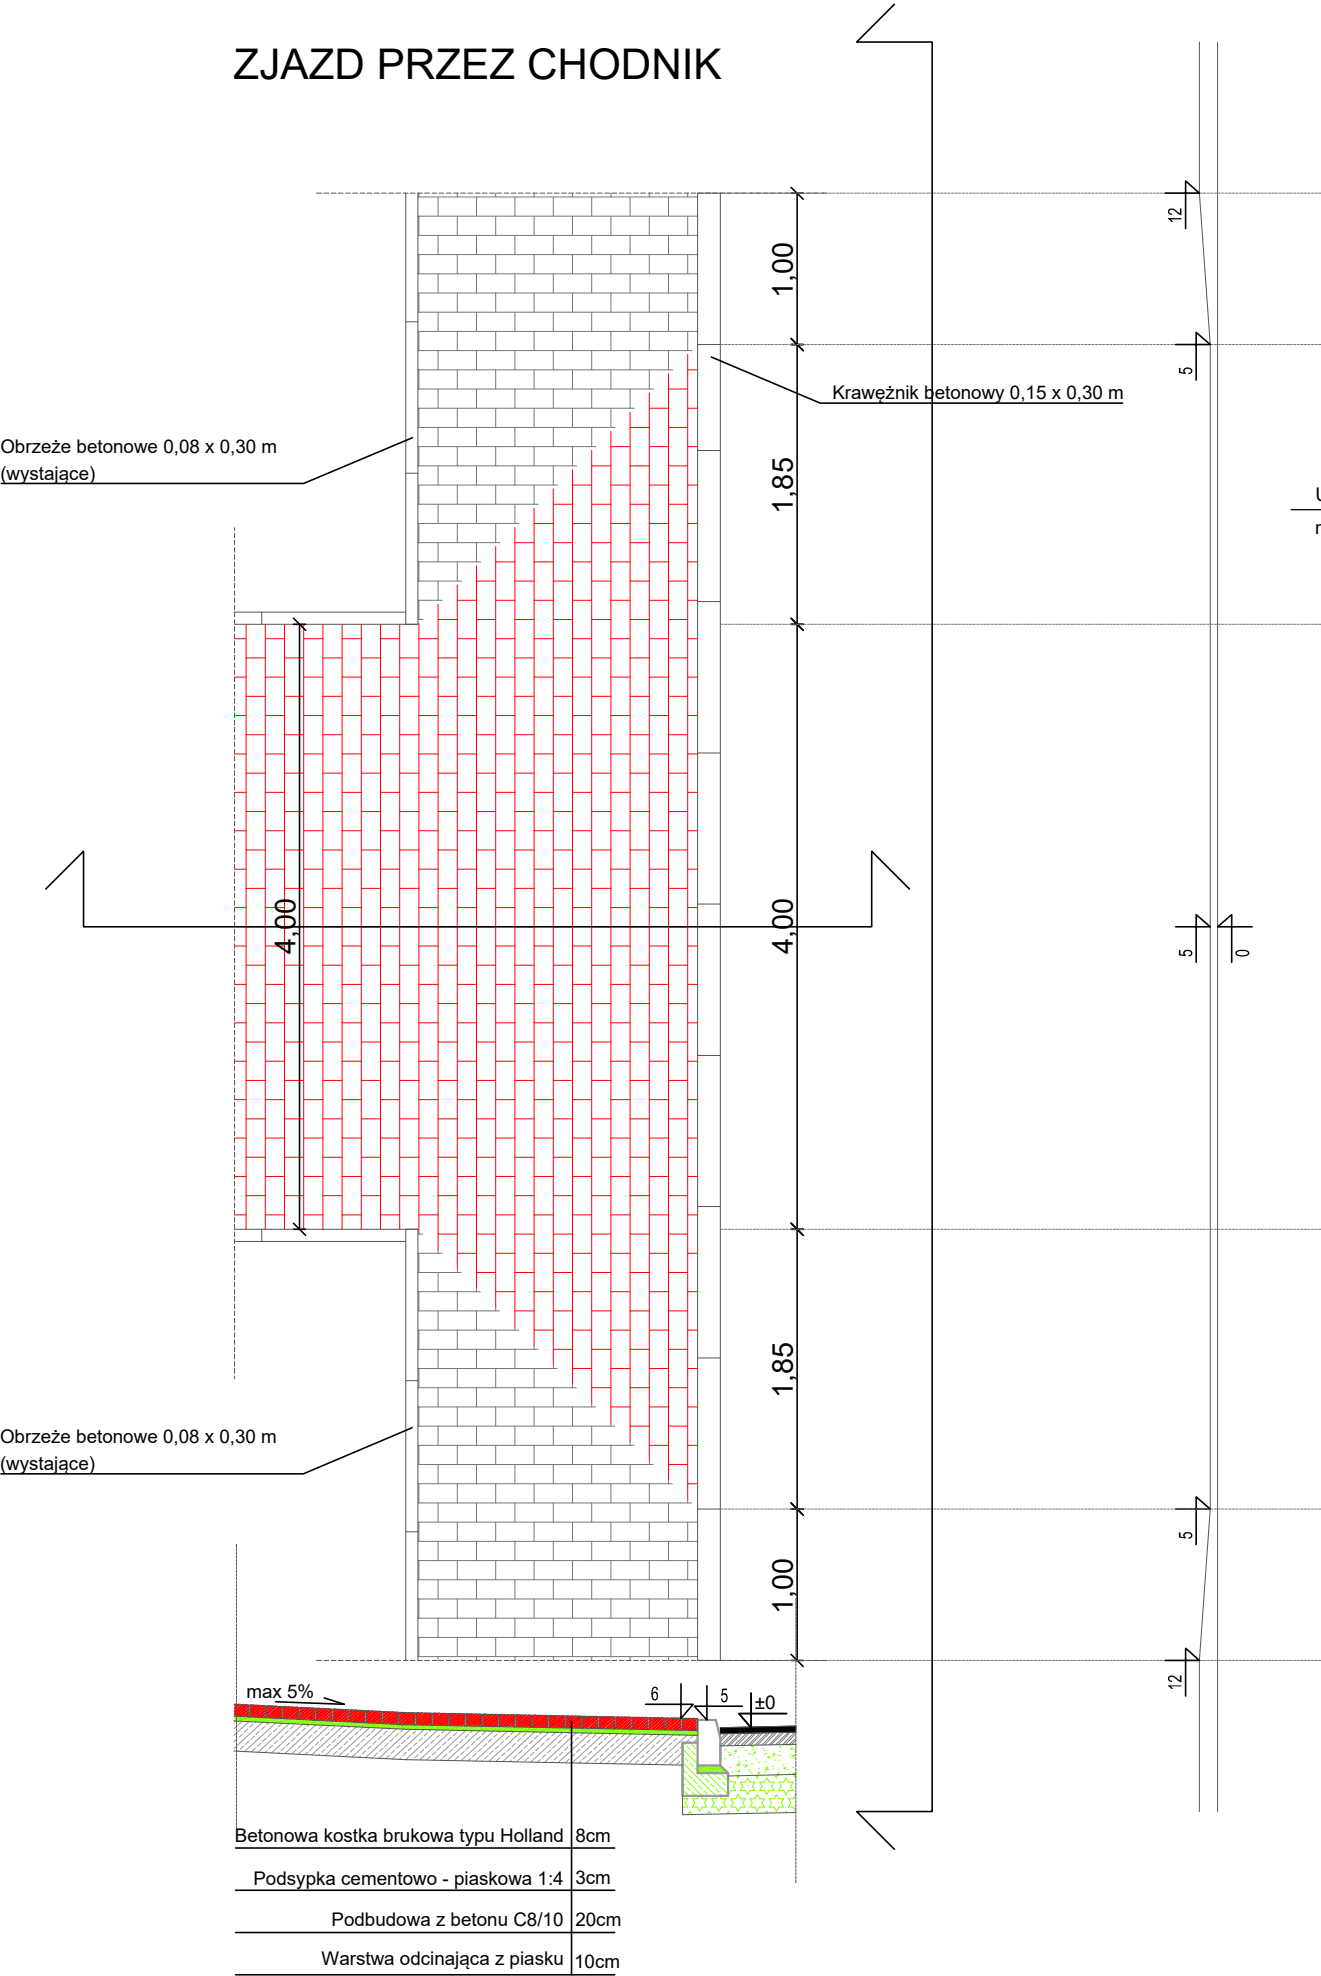 ZJAZD PRZEZ CHODNIK
12
1,00
5
Krawężnik betonowy 0,15 x 0,30 m
Obrzeże betonowe 0,08 x 0,30 m
(wystające)
1,85
4,00
4,00
5
0
1,85
Obrzeże betonowe 0,08 x 0,30 m
(wystające)
5
1,00
12
max 5%
6
5
±0
Betonowa kostka brukowa typu Holland 8cm
Podsypka cementowo - piaskowa 1:4 3cm
Podbudowa z betonu C8/10 20cm
Warstwa odcinająca z piasku 10cm